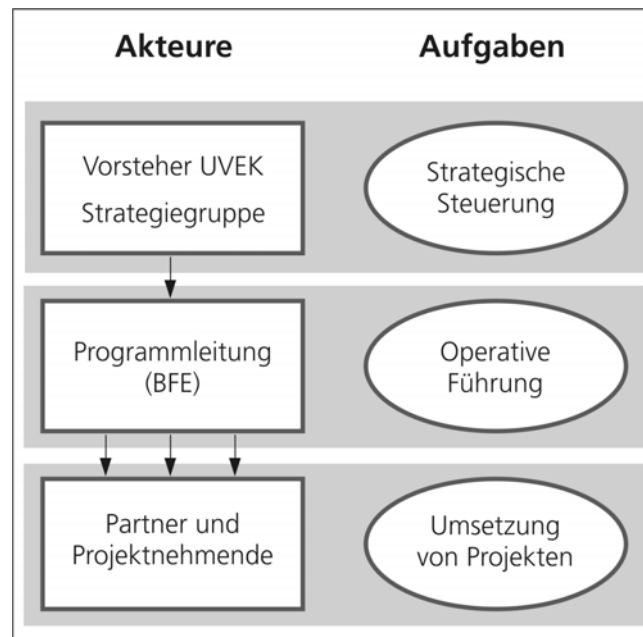 Akteure
Aufgaben
Vorsteher UVEK
Strategiegruppe
Strategische
Steuerung
Programmleitung
(BFE)
Operative
Führung
Partner und
Projektnehmende
Umsetzung
von Projekten